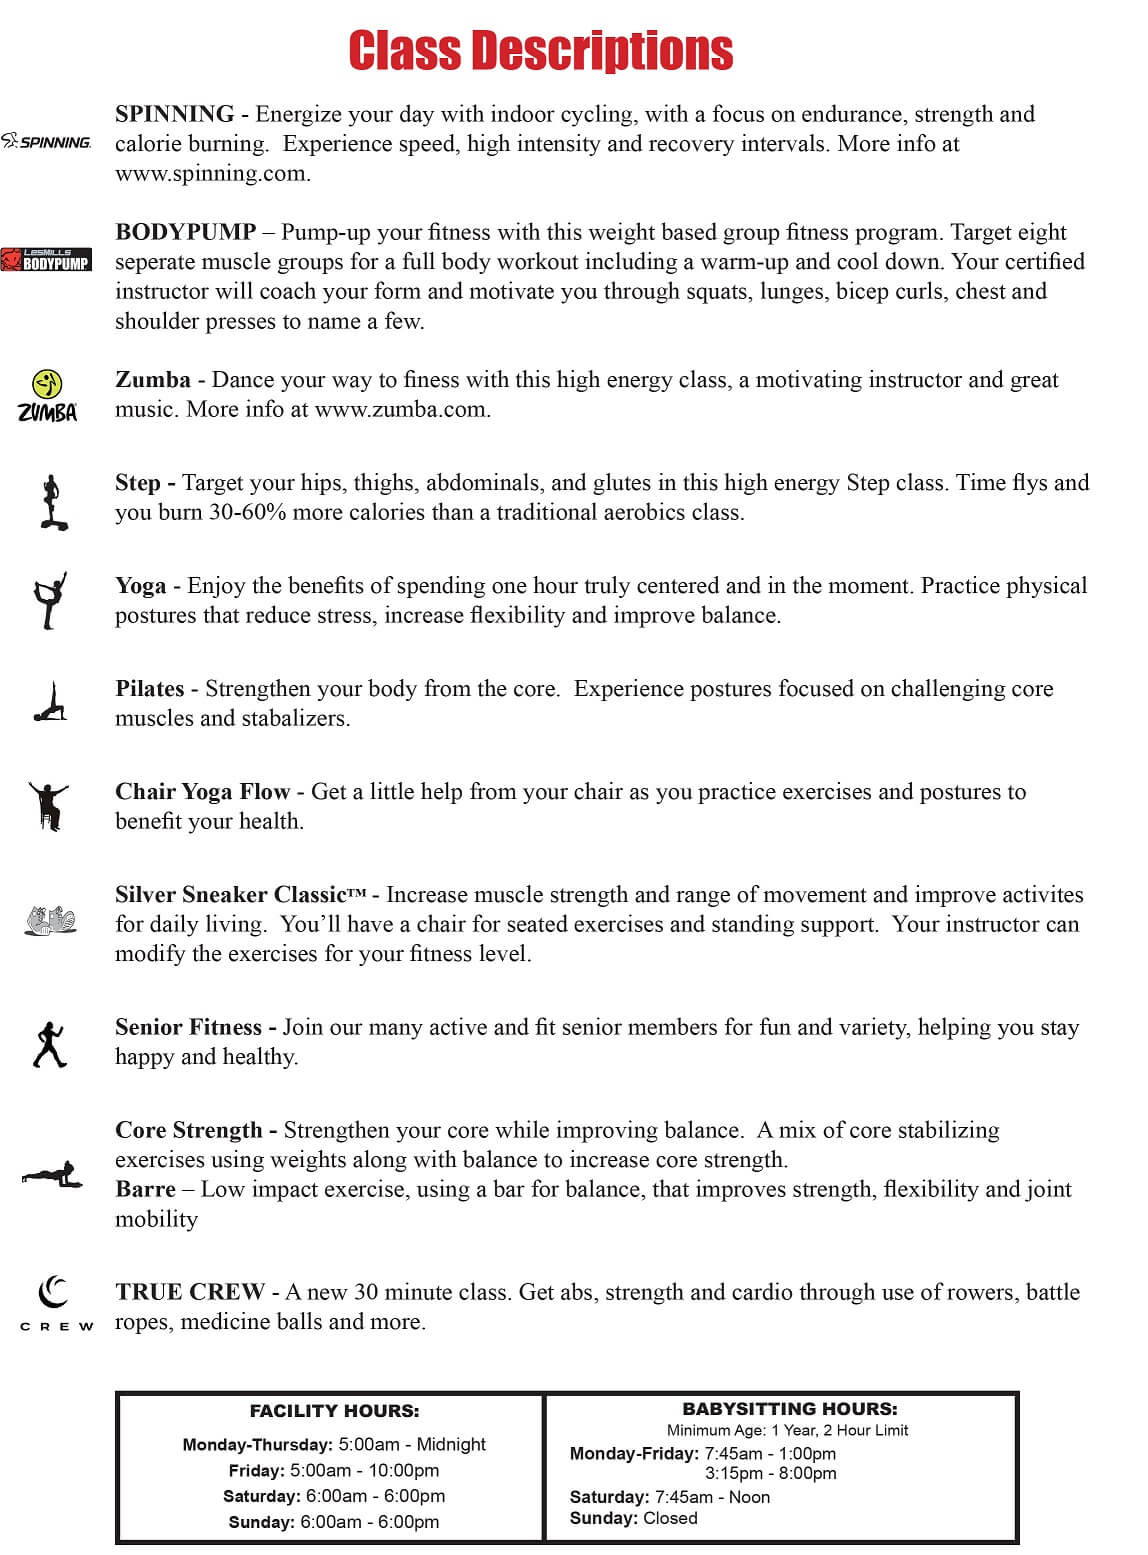 Class Descriptions
SPINNING - Energize your day with indoor cycling, with a focus on endurance, strength and
SPINNING.
calorie burning.  Experience speed, high intensity and recovery intervals. More info at
www.spinning.com.
BODYPUMP – Pump-up your fitness with this weight based group fitness program. Target eight
LESMILLS
BODYPUMP
seperate muscle groups for a full body workout including a warm-up and cool down. Your certified
instructor will coach your form and motivate you through squats, lunges, bicep curls, chest and
shoulder presses to name a few.
Zumba - Dance your way to finess with this high energy class, a motivating instructor and great
ZUMBA
music. More info at www.zumba.com.
Step - Target your hips, thighs, abdominals, and glutes in this high energy Step class. Time flys and
you burn 30-60% more calories than a traditional aerobics class.
Yoga - Enjoy the benefits of spending one hour truly centered and in the moment. Practice physical
postures that reduce stress, increase flexibility and improve balance.
Pilates - Strengthen your body from the core.  Experience postures focused on challenging core
muscles and stabalizers.
Chair Yoga Flow - Get a little help from your chair as you practice exercises and postures to
benefit your health.
Silver Sneaker Classic™ - Increase muscle strength and range of movement and improve activites
for daily living.  You’ll have a chair for seated exercises and standing support.  Your instructor can
modify the exercises for your fitness level.
Senior Fitness - Join our many active and fit senior members for fun and variety, helping you stay
happy and healthy.
Core Strength - Strengthen your core while improving balance.  A mix of core stabilizing
exercises using weights along with balance to increase core strength.
Barre – Low impact exercise, using a bar for balance, that improves strength, flexibility and joint
mobility
TRUE CREW - A new 30 minute class. Get abs, strength and cardio through use of rowers, battle
CREW
ropes, medicine balls and more.
FACILITY HOURS:
Monday-Thursday: 5:00am - Midnight
Friday: 5:00am - 10:00pm
Saturday: 6:00am - 6:00pm
Sunday: 6:00am - 6:00pm
BABYSITTING HOURS:
Minimum Age: 1 Year, 2 Hour Limit
Monday-Friday: 7:45am - 1:00pm
3:15pm - 8:00pm
Saturday: 7:45am - Noon
Sunday: Closed